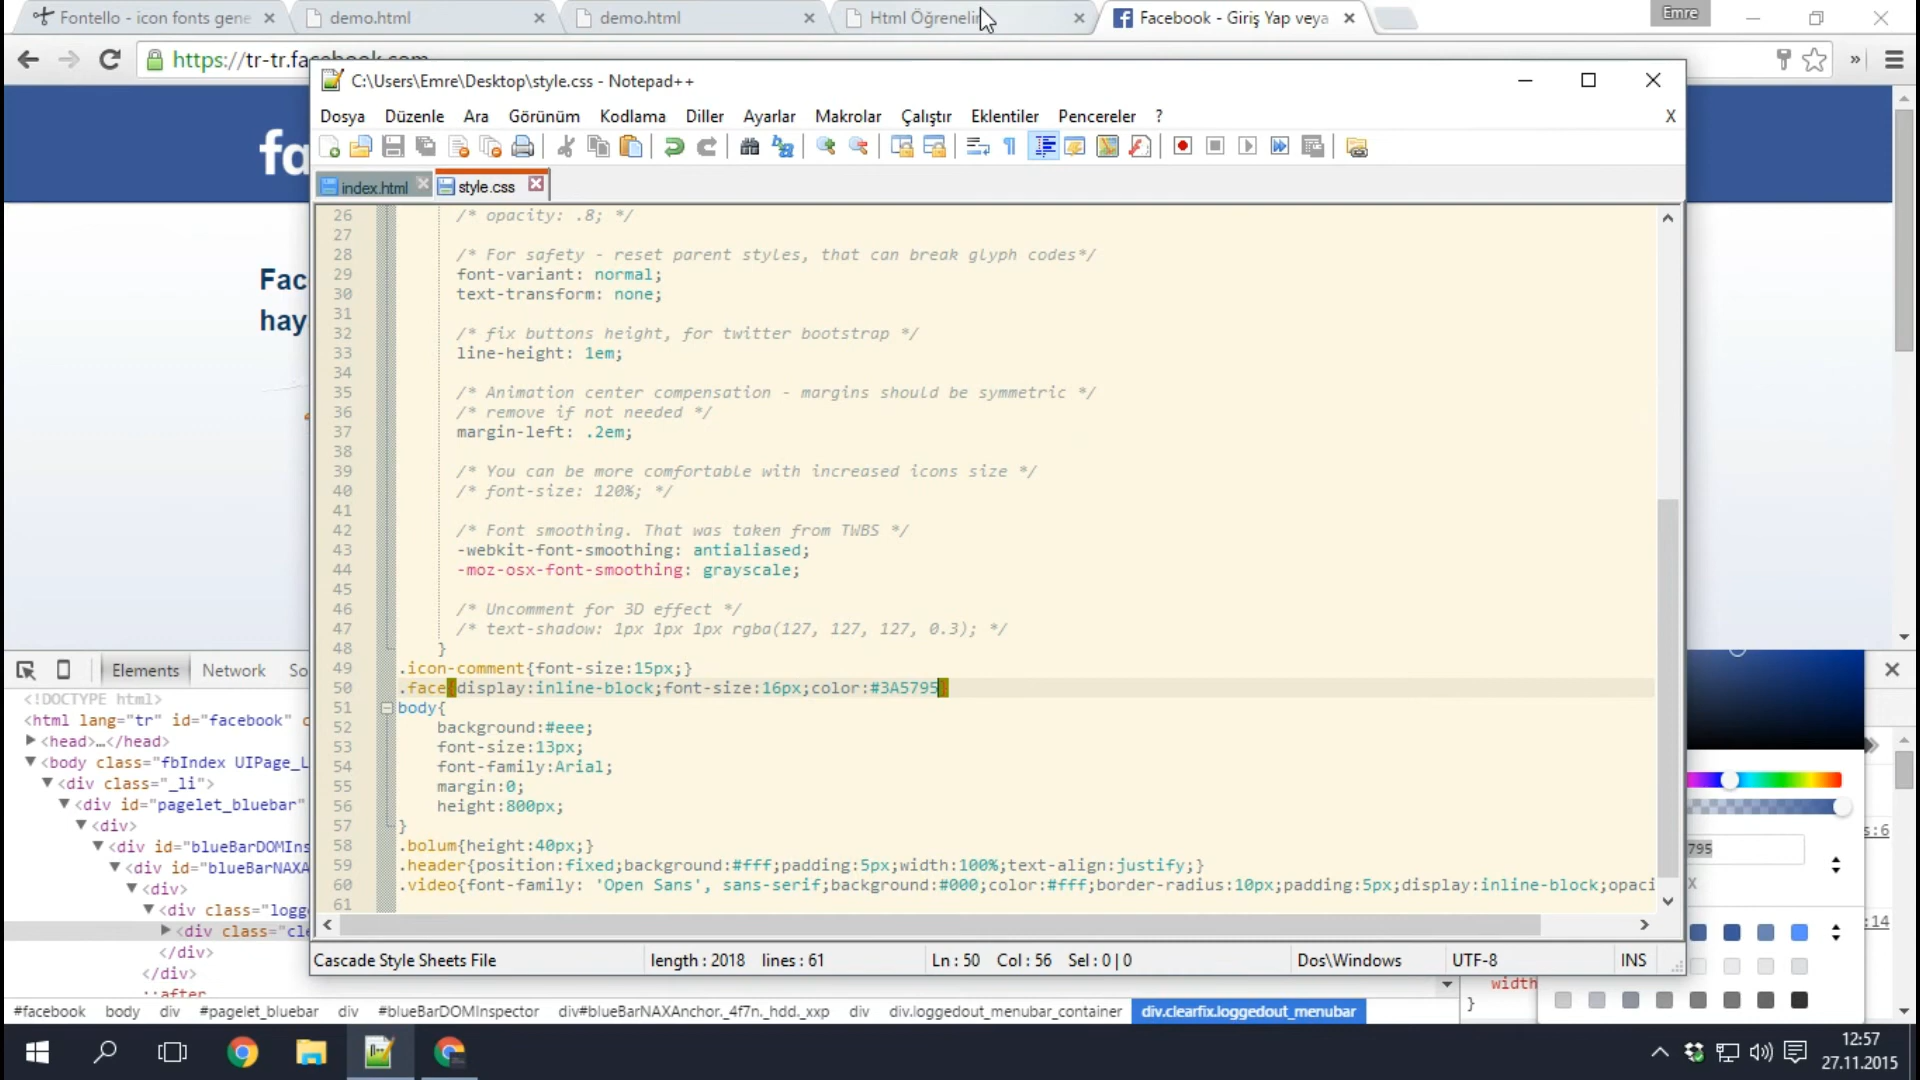 Fontello - icon fonts gene
demo.html
demo.html
Html Öğrenelin
Facebook - Giriş Yap veya
Emre
https://tr-tr.facebook.com
fa
Fac
hay
C:\Users\Emre\Desktop\style.css - Notepad++
Dosya Düzenle Ara Görünüm Kodlama Diller Ayarlar Makrolar Çalıştır Eklentiler Pencereler ? X
index.html
style.css
26 /* opacity: .8; */
27
28 /* For safety - reset parent styles, that can break glyph codes*/
29 font-variant: normal;
30 text-transform: none;
31
32 /* fix buttons height, for twitter bootstrap */
33 line-height: 1em;
34
35 /* Animation center compensation - margins should be symmetric */
36 /* remove if not needed */
37 margin-left: .2em;
38
39 /* You can be more comfortable with increased icons size */
40 /* font-size: 120%; */
41
42 /* Font smoothing. That was taken from TWBS */
43 -webkit-font-smoothing: antialiased;
44 -moz-osx-font-smoothing: grayscale;
45
46 /* Uncomment for 3D effect */
47 /* text-shadow: 1px 1px 1px rgba(127, 127, 127, 0.3); */
48 }
49 .icon-comment{font-size:15px;}
50 .face{display:inline-block;font-size:16px;color:#3A5795}
51 body{
52 background:#eee;
53 font-size:13px;
54 font-family:Arial;
55 margin:0;
56 height:800px;
57 }
58 .bolum{height:40px;}
59 .header{position:fixed;background:#fff;padding:5px;width:100%;text-align:justify;}
60 .video{font-family: 'Open Sans', sans-serif;background:#000;color:#fff;border-radius:10px;padding:5px;display:inline-block;opaci
61
Cascade Style Sheets File length : 2018 lines : 61 Ln : 50 Col : 56 Sel : 0 | 0 Dos\Windows UTF-8 INS
Elements Network So
<!DOCTYPE html>
<html lang="tr" id="facebook" c
<head>…</head>
<body class="fbIndex UIPage_L
<div class="_li">
<div id="pagelet_bluebar"
<div>
<div id="blueBarDOMIns
<div id="blueBarNAXA
<div>
<div class="logg
<div class="cle
</div>
</div>
::after
s:6
795
X
:14
width
}
#facebook body div #pagelet_bluebar div #blueBarDOMInspector div#blueBarNAXAnchor._4f7n._hdd._xxp div div.loggedout_menubar_container div.clearfix.loggedout_menubar
12:57
27.11.2015